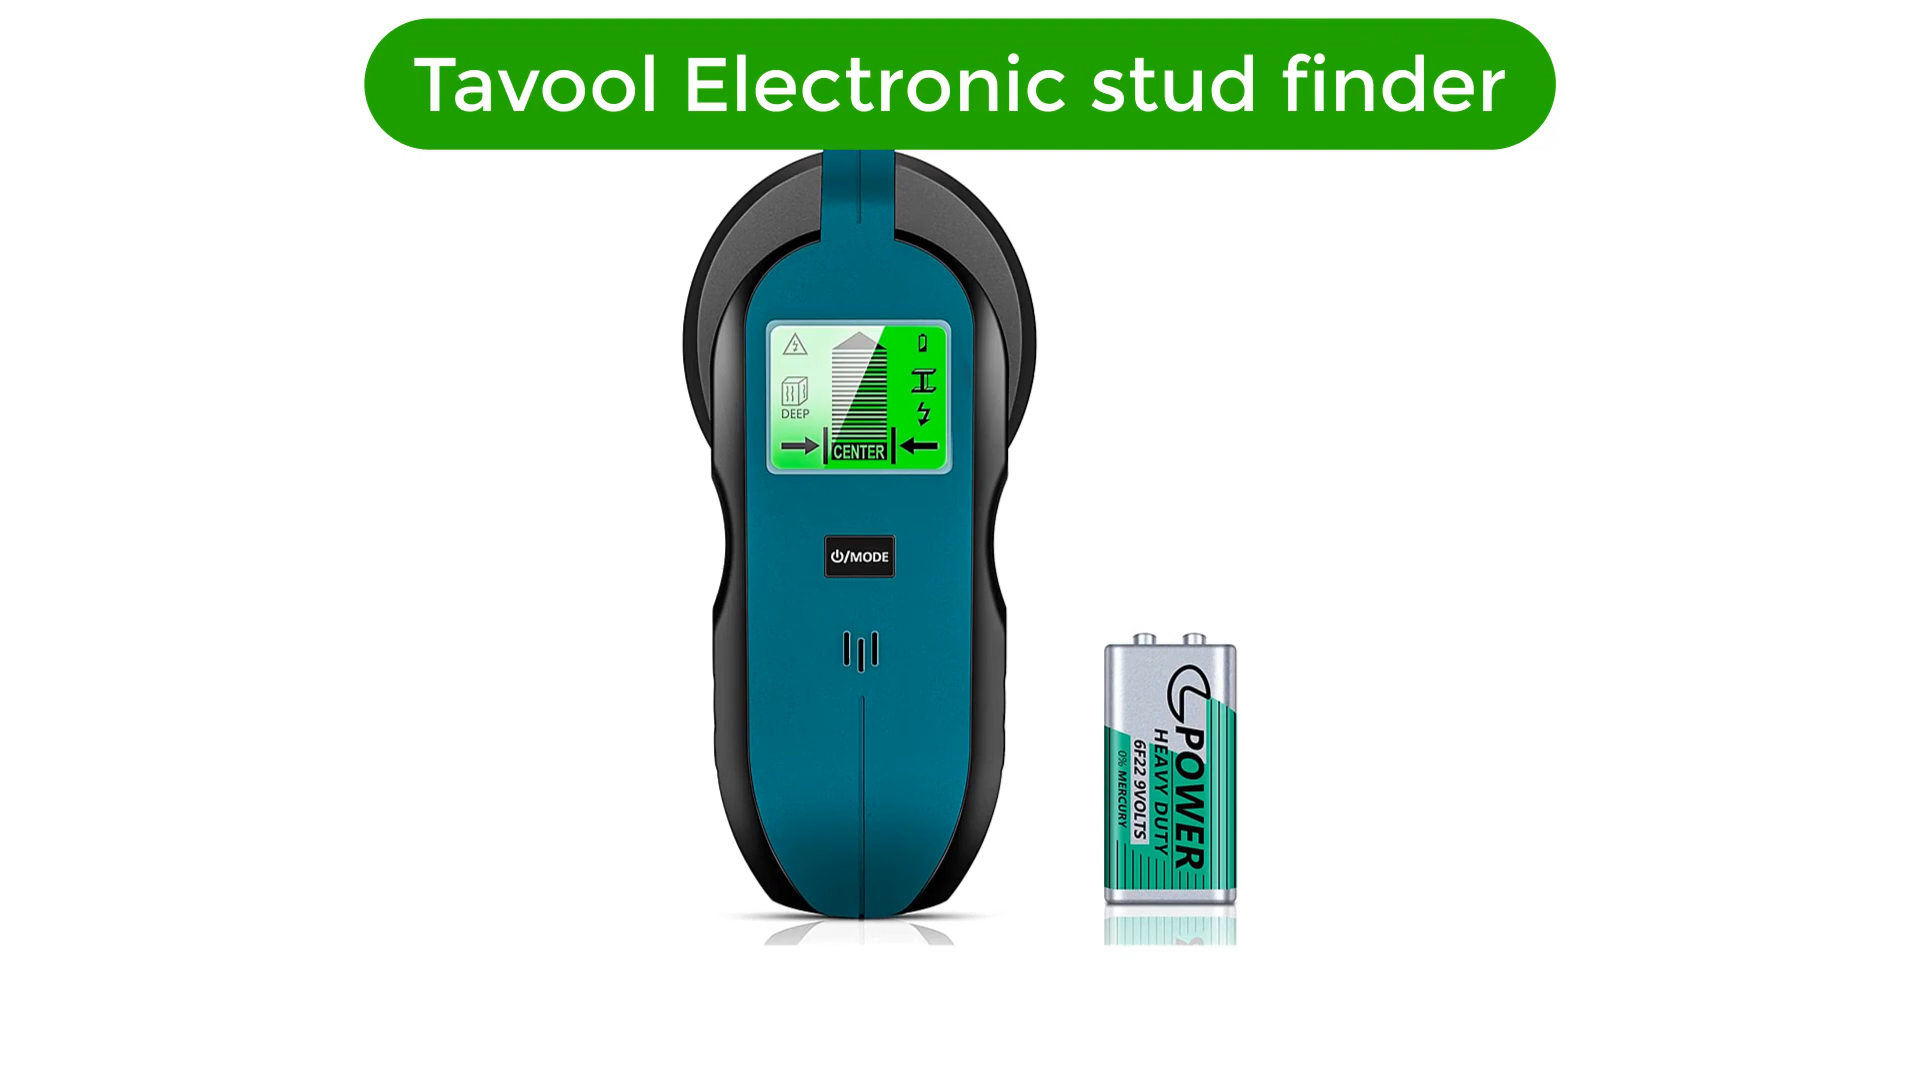 Tavool Electronic stud finder
DEEP
CENTER
/MODE
POWER
HEAVY DUTY
6F22 9VOLTS
0% MERCURY